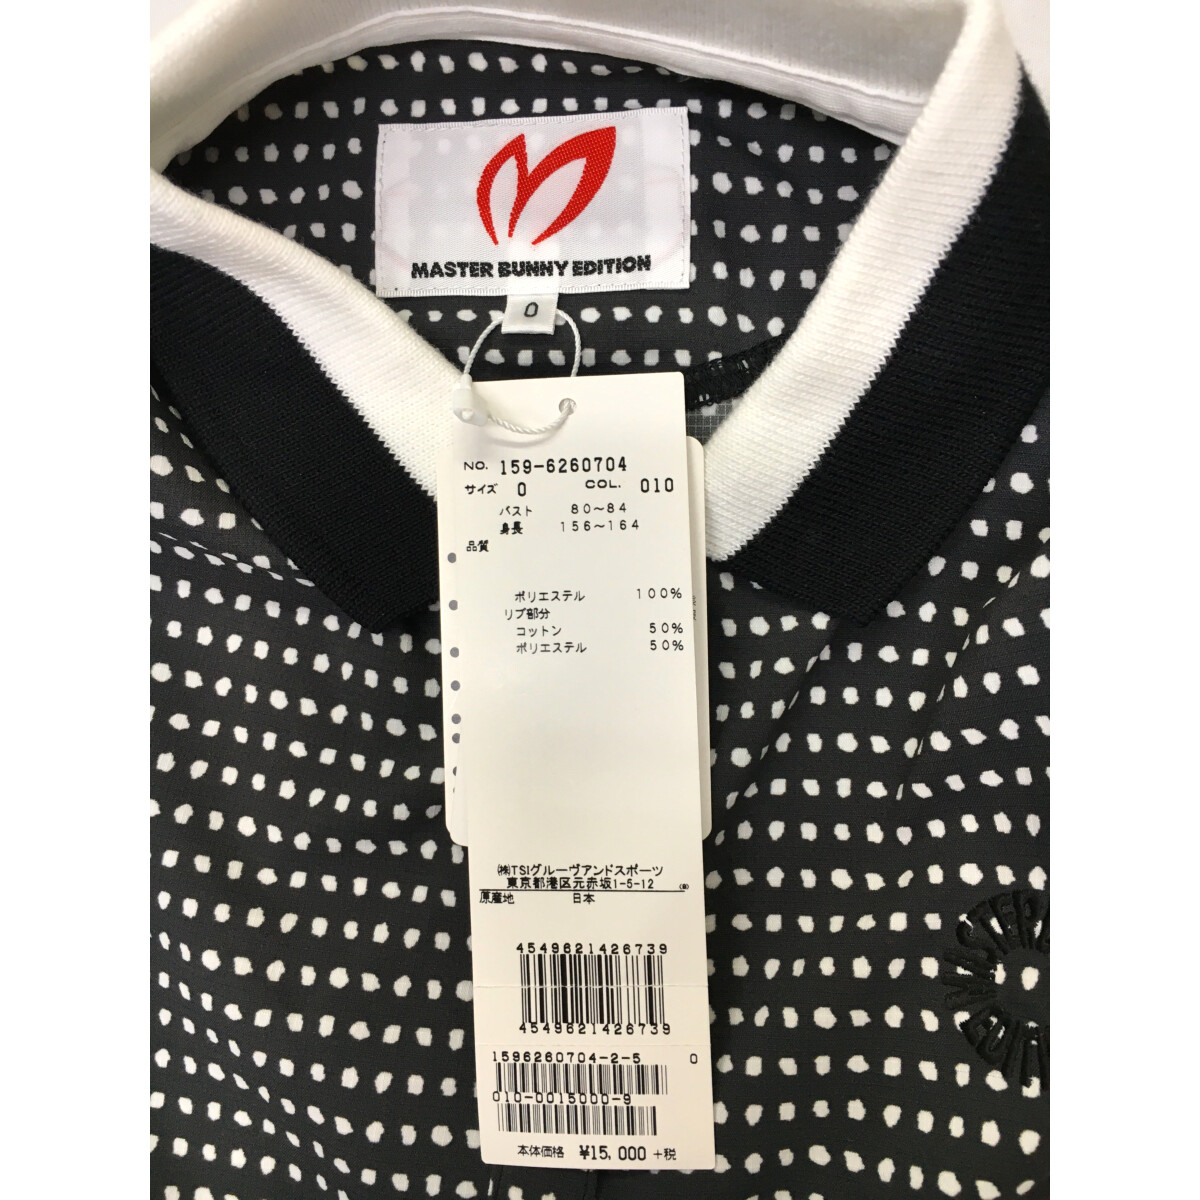 MASTER BUNNY EDITION
0
NO. 159-6260704
サイズ 0 COL. 010
バスト 80~84
身長 156~164
品質
ポリエステル 100%
リブ部分
コットン 50%
ポリエステル 50%
㈱TSIグルーヴアンドスポーツ
東京都港区元赤坂1-5-12
原産地 日本
4549621426739
4549621426739
1596260704-2-5 0
010-0015000-9
本体価格 ¥15,000+税
MASTER
EDITI